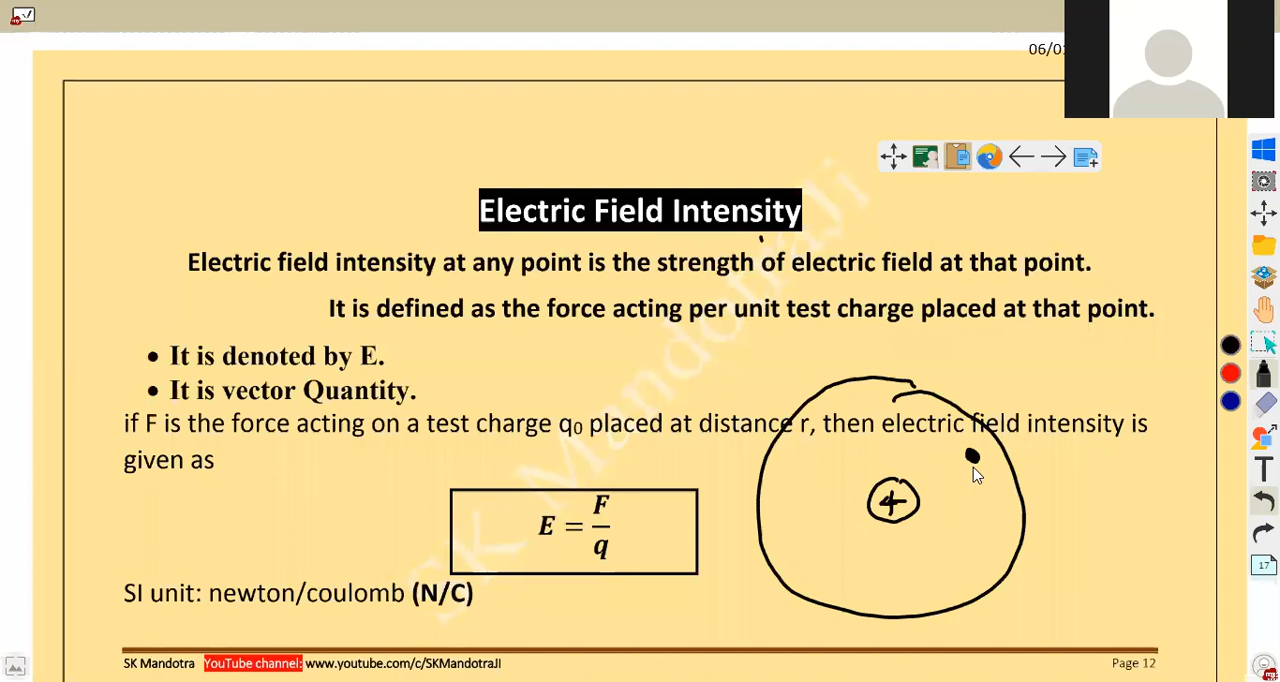 06/0
Electric Field Intensity
Electric field intensity at any point is the strength of electric field at that point.
It is defined as the force acting per unit test charge placed at that point.
• It is denoted by E.
• It is vector Quantity.
if F is the force acting on a test charge q₀ placed at distance r, then electric field intensity is
given as
E = F/q
+
SI unit: newton/coulomb (N/C)
SK Mandotra YouTube channel: www.youtube.com/c/SKMandotraJI Page 12
SK MandotraJi
17